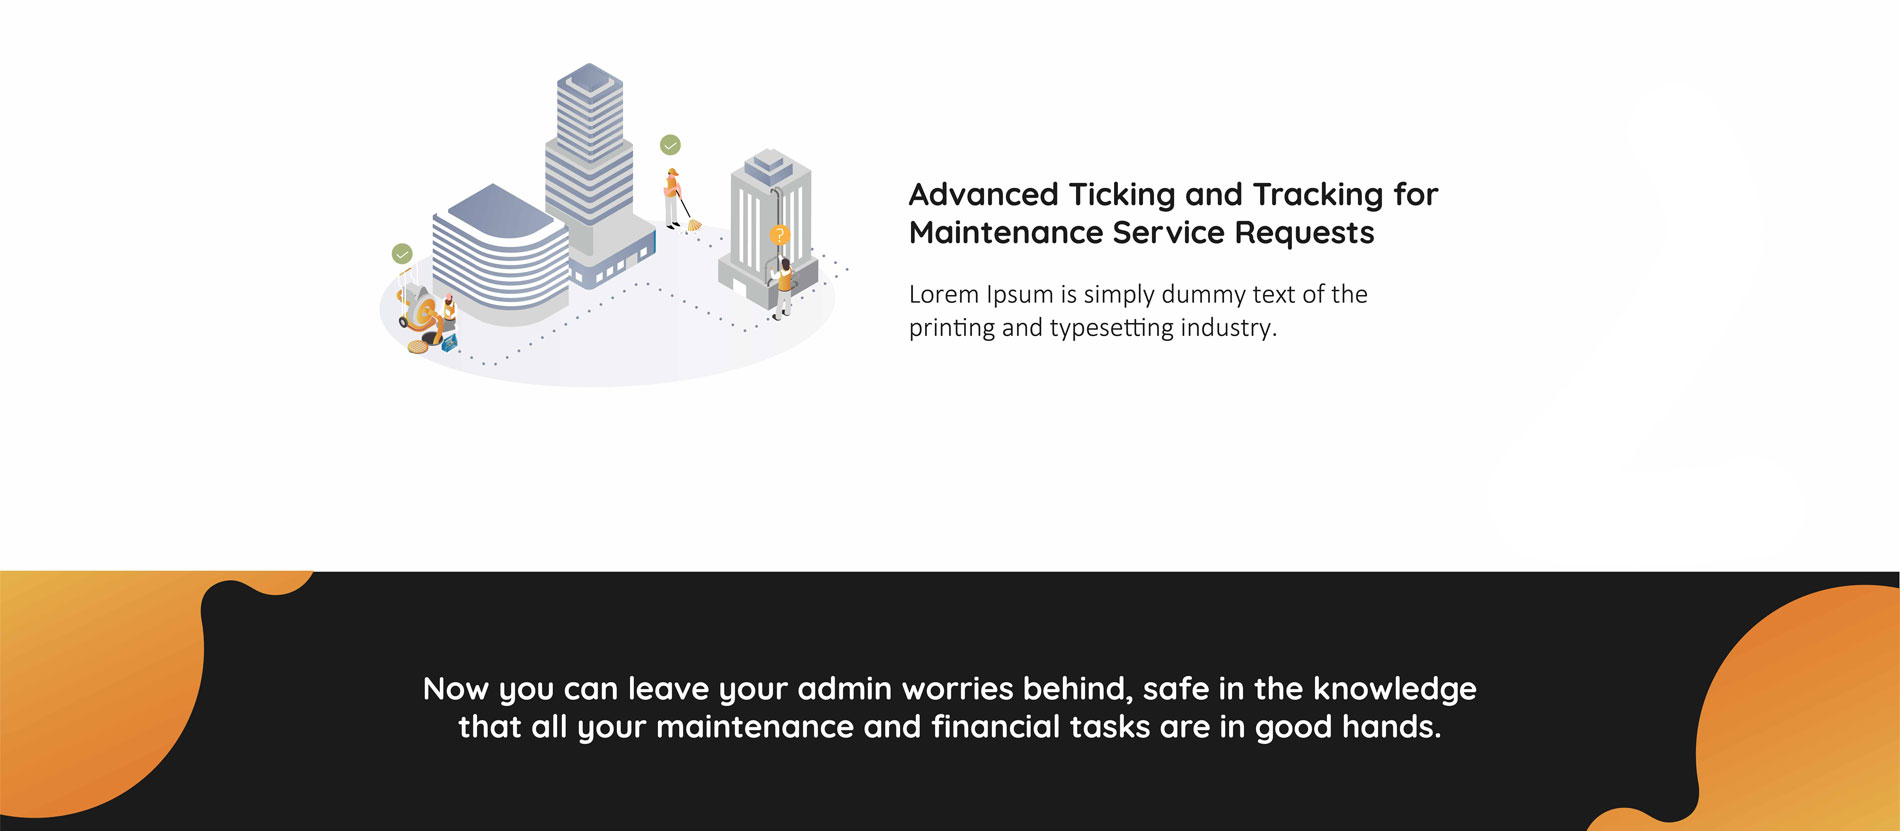 Advanced Ticking and Tracking for
Maintenance Service Requests
Lorem Ipsum is simply dummy text of the
printing and typesetting industry.
?
Now you can leave your admin worries behind, safe in the knowledge
that all your maintenance and financial tasks are in good hands.